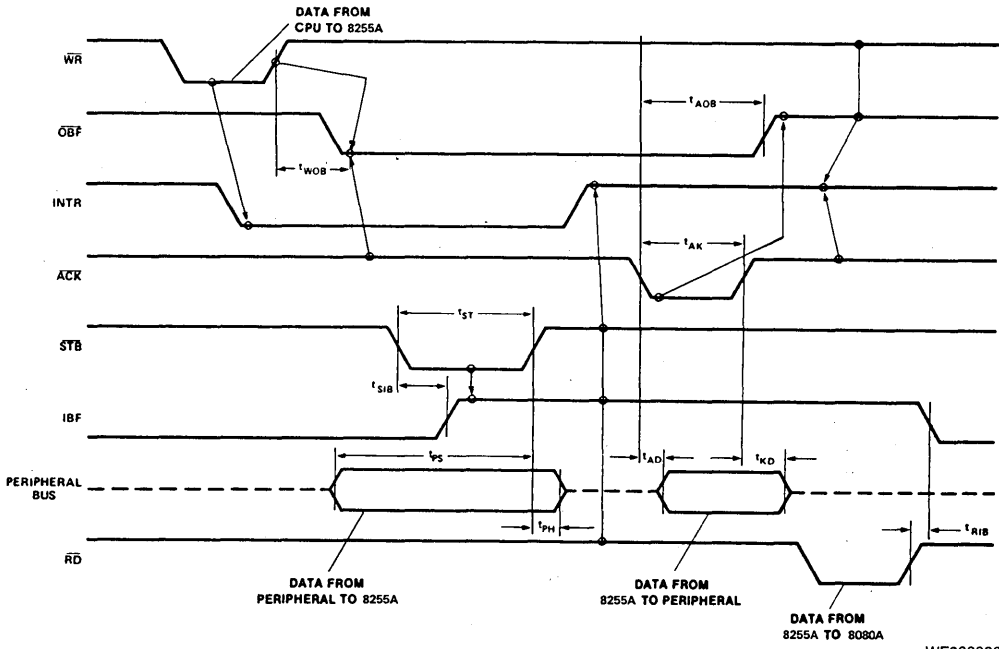 DATA FROM
CPU TO 8255A
WR
tAOB
OBF
tWOB
INTR
tAK
ACK
tST
STB
tSIB
IBF
tPS
tAD
tKD
PERIPHERAL
BUS
tPH
tRIB
RD
DATA FROM
PERIPHERAL TO 8255A
DATA FROM
8255A TO PERIPHERAL
DATA FROM
8255A TO 8080A